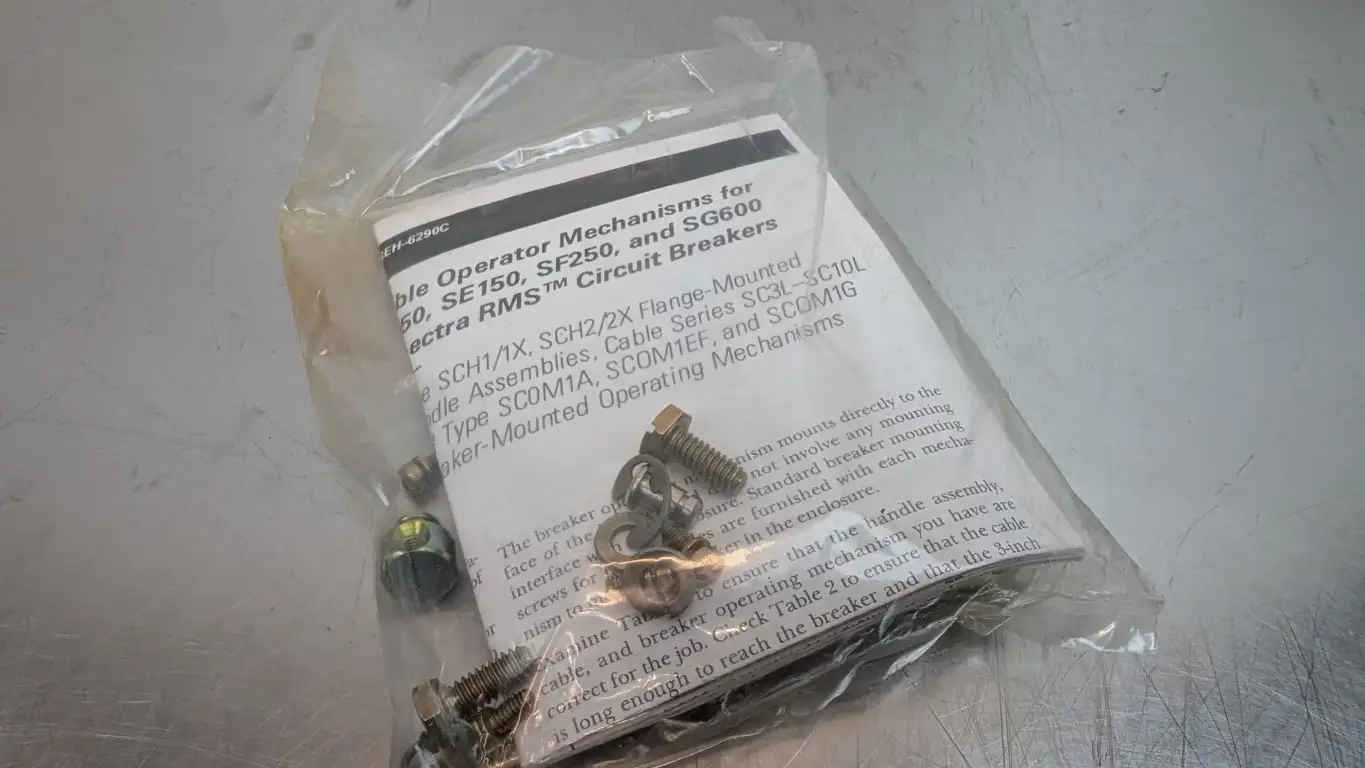 EH-6290C
ble Operator Mechanisms for
50, SE150, SF250, and SG600
ectra RMS™ Circuit Breakers
e SCH1/1X, SCH2/2X Flange-Mounted
dle Assemblies, Cable Series SC3L–SC10L
Type SCOM1A, SCOM1EF, and SCOM1G
aker-Mounted Operating Mechanisms
The breaker op nism mounts directly to the
face of the not involve any mounting
interface w osure. Standard breaker mounting
screws for are furnished with each mecha-
nism to er in the enclosure.
xamine Tab to ensure that the handle assembly,
cable, and breaker operating mechanism you have are
correct for the job. Check Table 2 to ensure that the cable
is long enough to reach the breaker and that the 3-inch